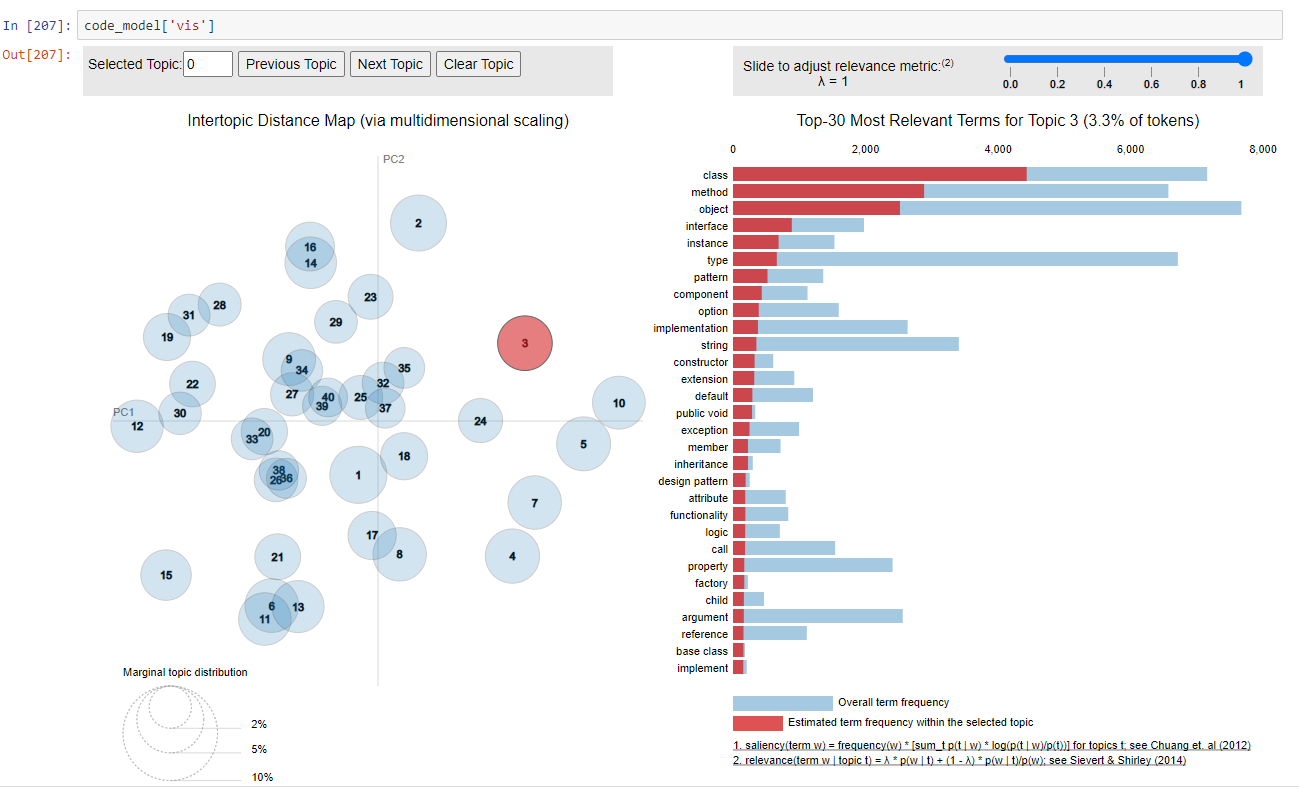 In [207]: code_model['vis']
Out[207]:
Selected Topic: 0 Previous Topic Next Topic Clear Topic
Slide to adjust relevance metric:(2)
λ = 1
0.0 0.2 0.4 0.6 0.8 1
Intertopic Distance Map (via multidimensional scaling)
PC2
PC1
2
16
14
23
28
31
29
19
3
9
34
35
32
22
27
40
39
25
37
10
30
12
24
20
33
5
18
38
26
36
1
7
17
8
4
21
15
6
13
11
Marginal topic distribution
2%
5%
10%
Top-30 Most Relevant Terms for Topic 3 (3.3% of tokens)
0 2,000 4,000 6,000 8,000
class
method
object
interface
instance
type
pattern
component
option
implementation
string
constructor
extension
default
public void
exception
member
inheritance
design pattern
attribute
functionality
logic
call
property
factory
child
argument
reference
base class
implement
Overall term frequency
Estimated term frequency within the selected topic
1. saliency(term w) = frequency(w) * [sum_t p(t | w) * log(p(t | w)/p(t))] for topics t; see Chuang et. al (2012)
2. relevance(term w | topic t) = λ * p(w | t) + (1 - λ) * p(w | t)/p(w); see Sievert & Shirley (2014)